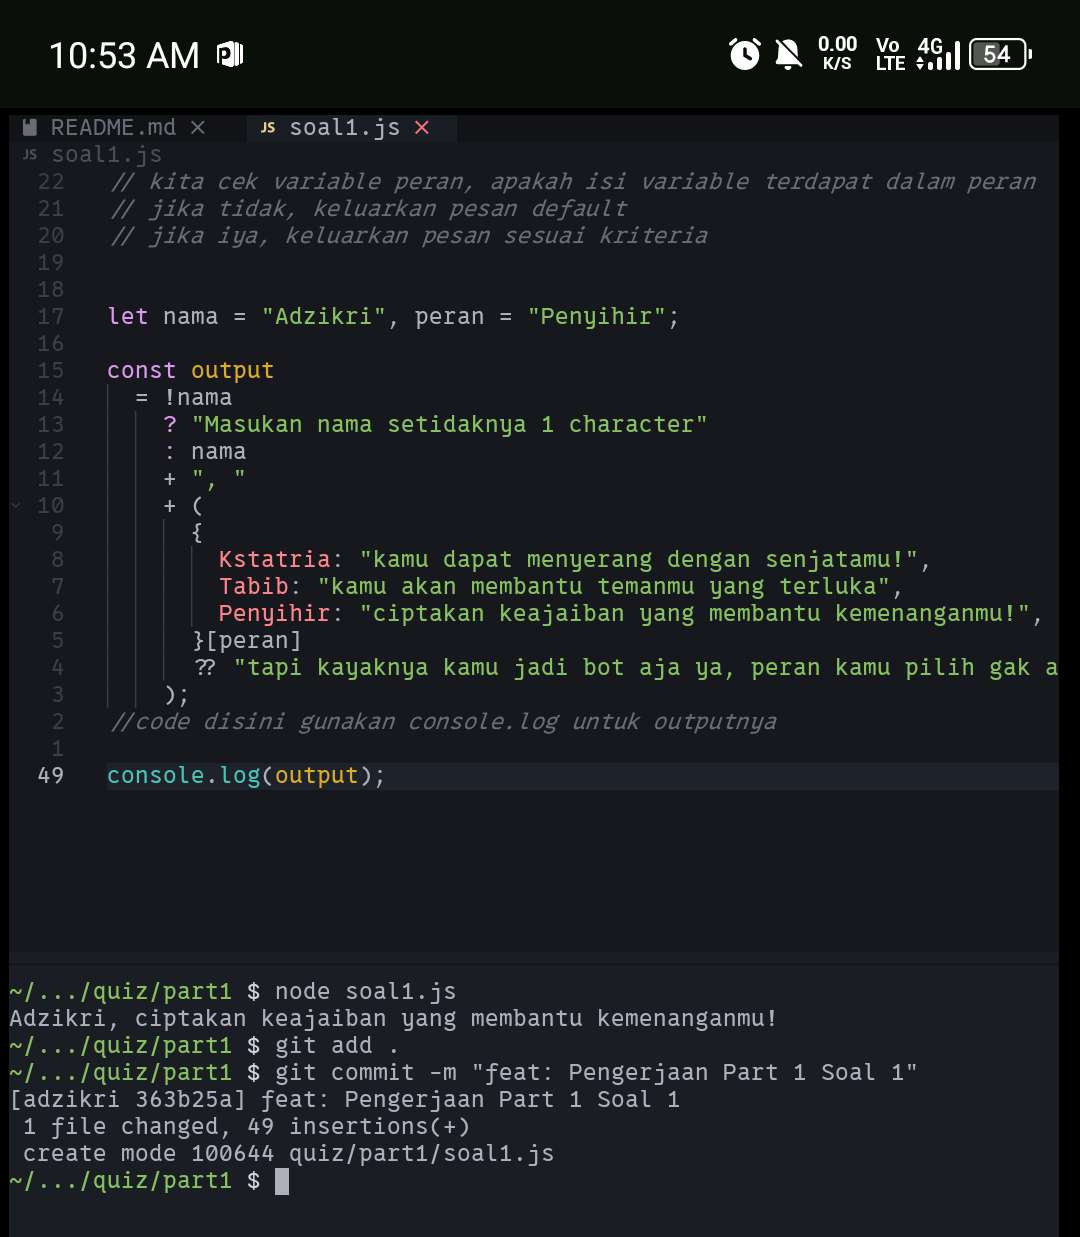 10:53 AM
0.00 K/S Vo LTE 4G 54
README.md × JS soal1.js ×
JS soal1.js
22 // kita cek variable peran, apakah isi variable terdapat dalam peran
21 // jika tidak, keluarkan pesan default
20 // jika iya, keluarkan pesan sesuai kriteria
19
18
17 let nama = "Adzikri", peran = "Penyihir";
16
15 const output
14 = !nama
13 ? "Masukan nama setidaknya 1 character"
12 : nama
11 + ", "
10 + (
9 {
8 Kstatria: "kamu dapat menyerang dengan senjatamu!",
7 Tabib: "kamu akan membantu temanmu yang terluka",
6 Penyihir: "ciptakan keajaiban yang membantu kemenanganmu!",
5 }[peran]
4 ?? "tapi kayaknya kamu jadi bot aja ya, peran kamu pilih gak a
3 );
2 //code disini gunakan console.log untuk outputnya
1
49 console.log(output);
~/.../quiz/part1 $ node soal1.js
Adzikri, ciptakan keajaiban yang membantu kemenanganmu!
~/.../quiz/part1 $ git add .
~/.../quiz/part1 $ git commit -m "feat: Pengerjaan Part 1 Soal 1"
[adzikri 363b25a] feat: Pengerjaan Part 1 Soal 1
1 file changed, 49 insertions(+)
create mode 100644 quiz/part1/soal1.js
~/.../quiz/part1 $